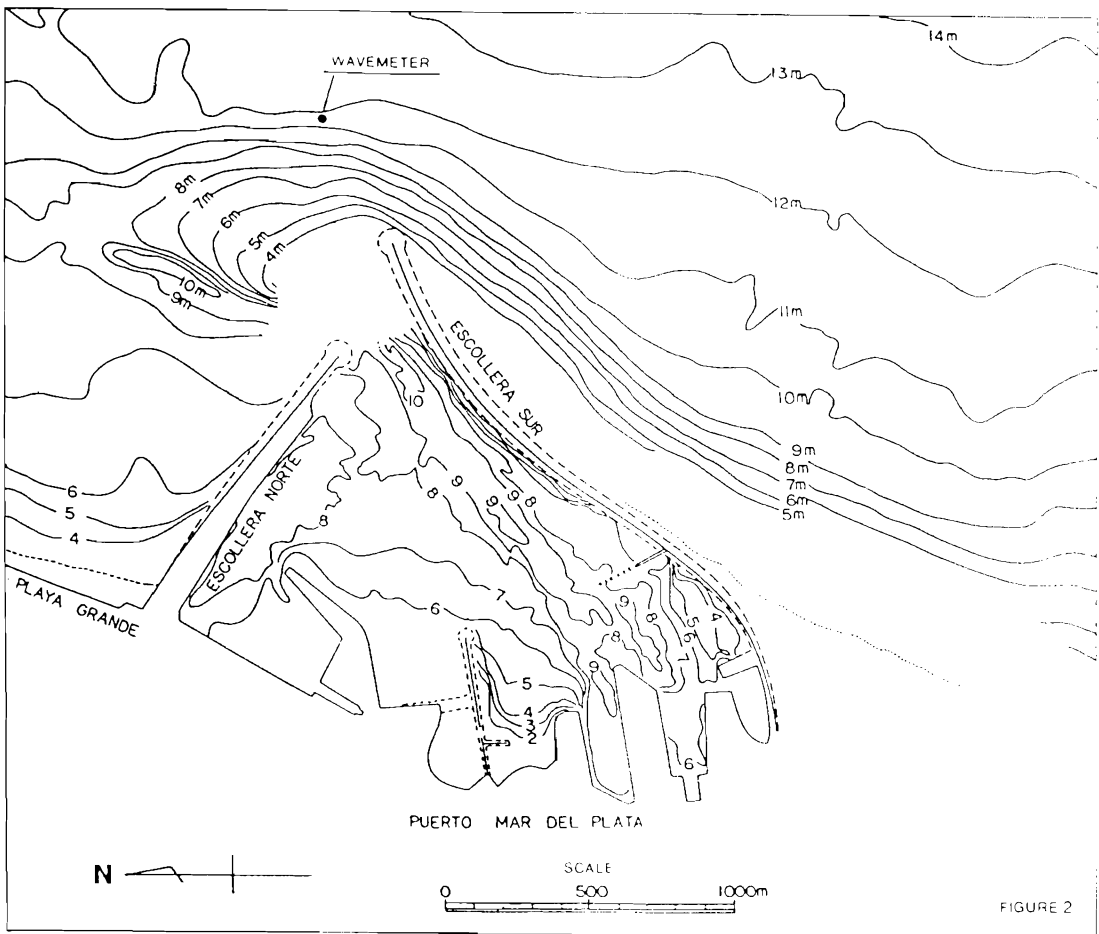 14m
WAVEMETER
13m
8m
7m
12m
6m
5m
4m
10m
9m
11m
ESCOLLERA SUR
10
10m
9m
8m
7m
6m
5m
6
5
4
ESCOLLERA NORTE
8
9
9
8
8
9
PLAYA GRANDE
7
6
9
8
8
9
5
6
7
4
5
4
3
2
6
PUERTO MAR DEL PLATA
N
SCALE
0 500 1000m
FIGURE 2